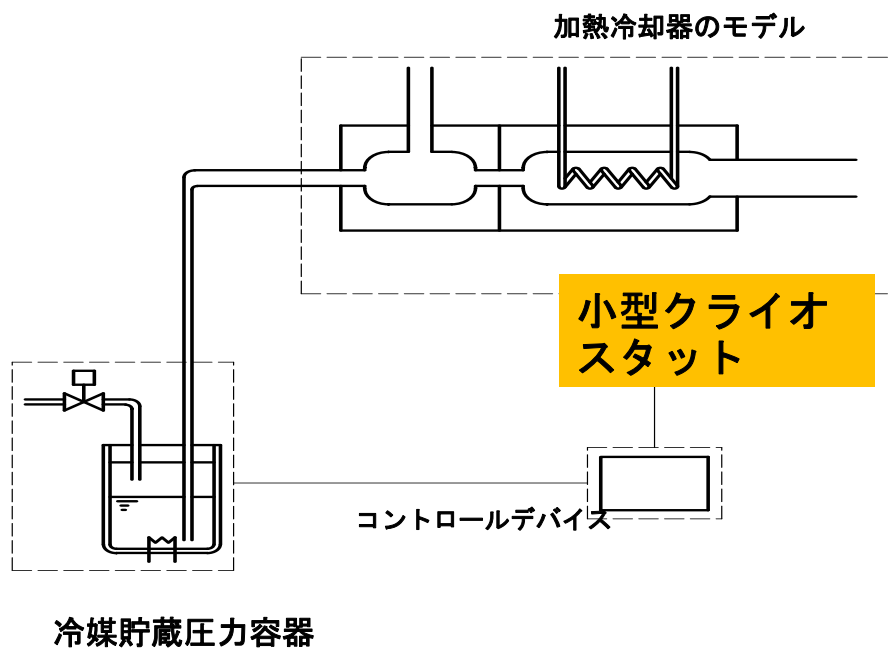 加熱冷却器のモデル
小型クライオ
スタット
コントロールデバイス
冷媒貯蔵圧力容器